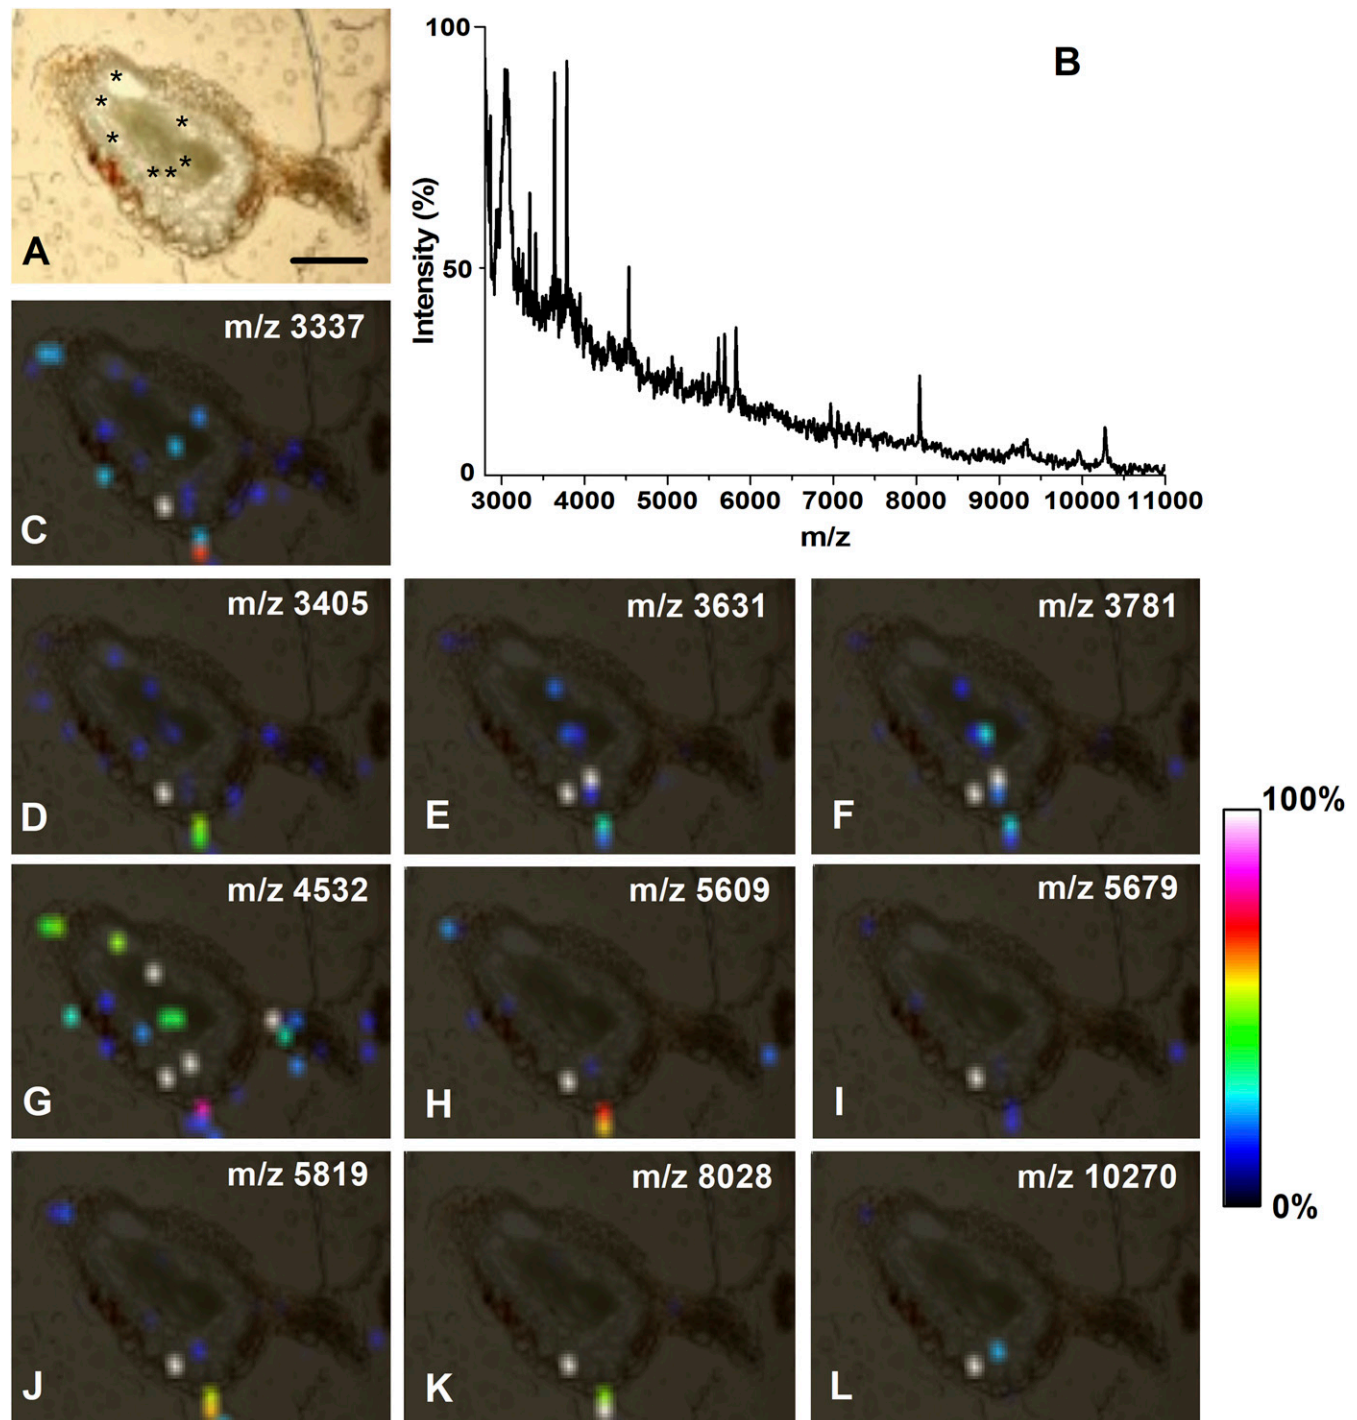 A
* * * * * * *
B
100
50
0
Intensity (%)
3000 4000 5000 6000 7000 8000 9000 10000 11000
m/z
m/z 3337
C
m/z 3405
D
m/z 3631
E
m/z 3781
F
100%
0%
m/z 4532
G
m/z 5609
H
m/z 5679
I
m/z 5819
J
m/z 8028
K
m/z 10270
L